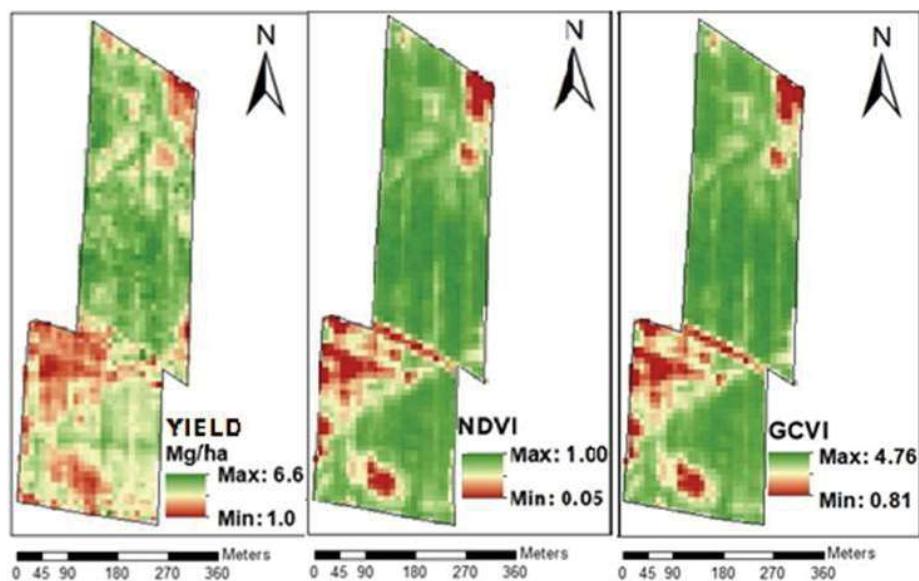 N
N
N
YIELD
Mg/ha
Max: 6.6
Min: 1.0
NDVI
Max: 1.00
Min: 0.05
GCVI
Max: 4.76
Min: 0.81
Meters
0 45 90 180 270 360
Meters
0 45 90 180 270 360
Meters
0 45 90 180 270 360